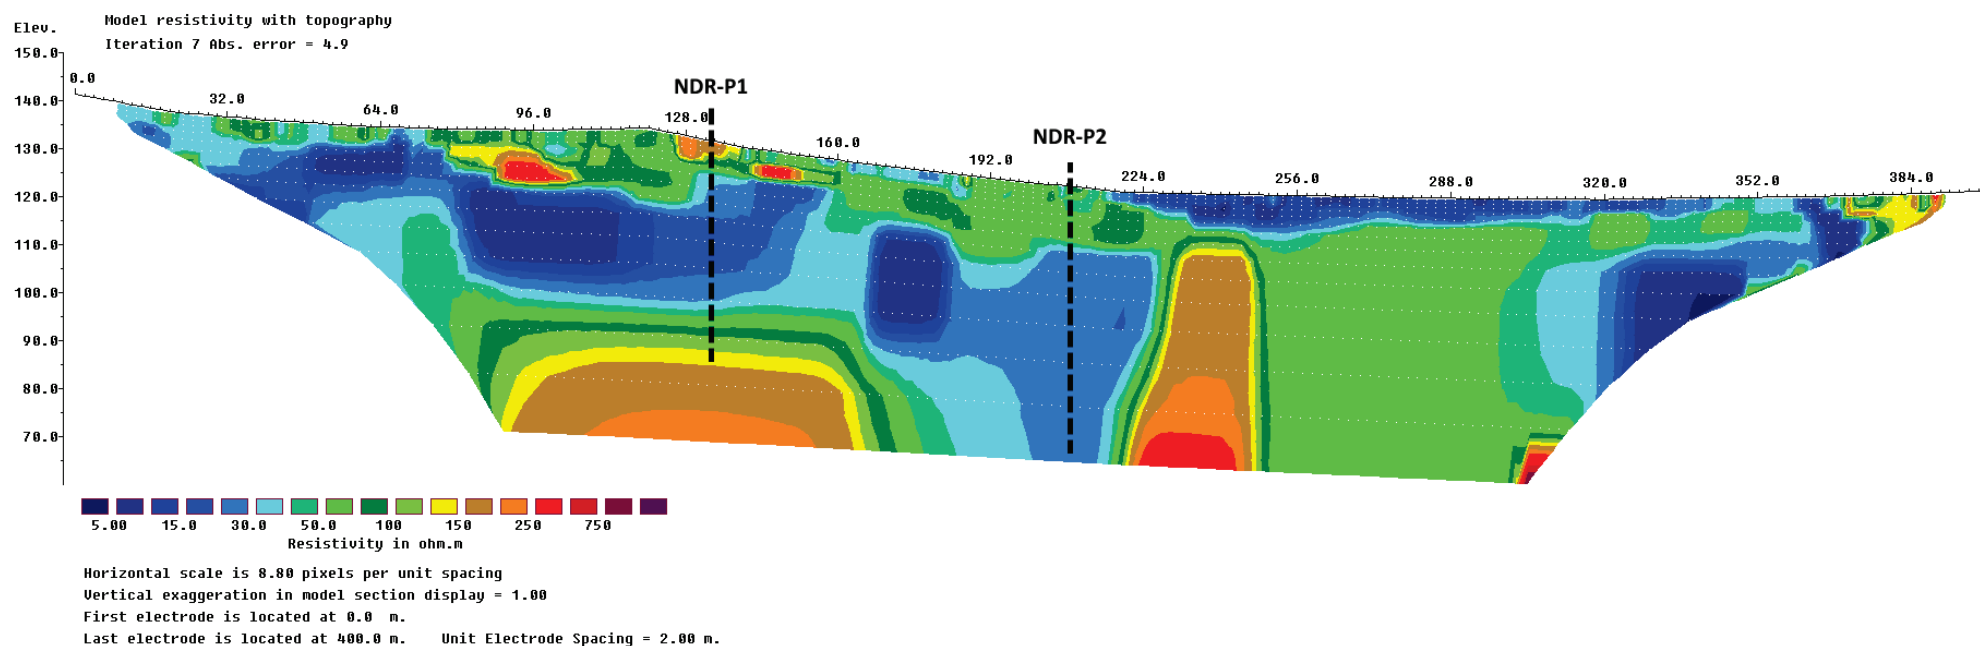 Model resistivity with topography
Elev.
Iteration 7 Abs. error = 4.9
150.0
0.0
NDR-P1
140.0
32.0
64.0
96.0
128.0
NDR-P2
130.0
160.0
192.0
224.0
256.0
288.0
320.0
352.0
384.0
120.0
110.0
100.0
90.0
80.0
70.0
5.00 15.0 30.0 50.0 100 150 250 750
Resistivity in ohm.m
Horizontal scale is 8.80 pixels per unit spacing
Vertical exaggeration in model section display = 1.00
First electrode is located at 0.0 m.
Last electrode is located at 400.0 m. Unit Electrode Spacing = 2.00 m.